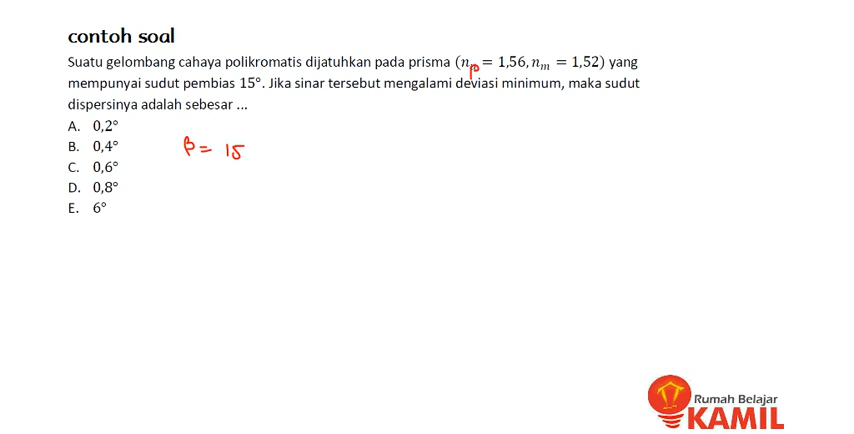 contoh soal
Suatu gelombang cahaya polikromatis dijatuhkan pada prisma (nₚ = 1,56, nₘ = 1,52) yang
mempunyai sudut pembias 15°. Jika sinar tersebut mengalami deviasi minimum, maka sudut
dispersinya adalah sebesar ...
A. 0,2°
B. 0,4°
β = 15
C. 0,6°
D. 0,8°
E. 6°
Rumah Belajar
KAMIL